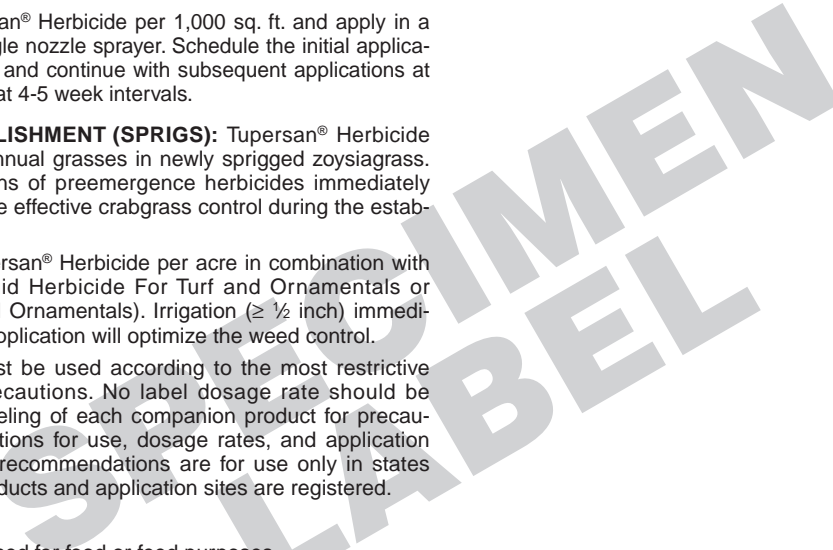 an® Herbicide per 1,000 sq. ft. and apply in a
gle nozzle sprayer. Schedule the initial applica-
and continue with subsequent applications at
at 4-5 week intervals.
LISHMENT (SPRIGS): Tupersan® Herbicide
nnual grasses in newly sprigged zoysiagrass.
ns of preemergence herbicides immediately
e effective crabgrass control during the estab-
ersan® Herbicide per acre in combination with
id Herbicide For Turf and Ornamentals or
Ornamentals). Irrigation (≥ ½ inch) immedi-
pplication will optimize the weed control.
st be used according to the most restrictive
ecautions. No label dosage rate should be
eling of each companion product for precau-
tions for use, dosage rates, and application
recommendations are for use only in states
ducts and application sites are registered.
SPECIMEN
LABEL